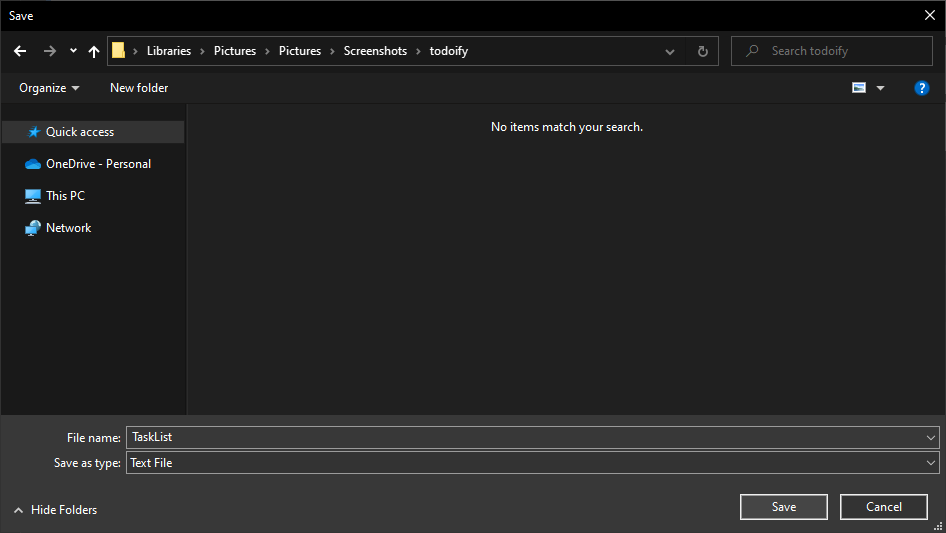 Save
Libraries > Pictures > Pictures > Screenshots > todoify
Search todoify
Organize
New folder
?
Quick access
OneDrive - Personal
This PC
Network
No items match your search.
File name: TaskList
Save as type: Text File
Hide Folders
Save
Cancel